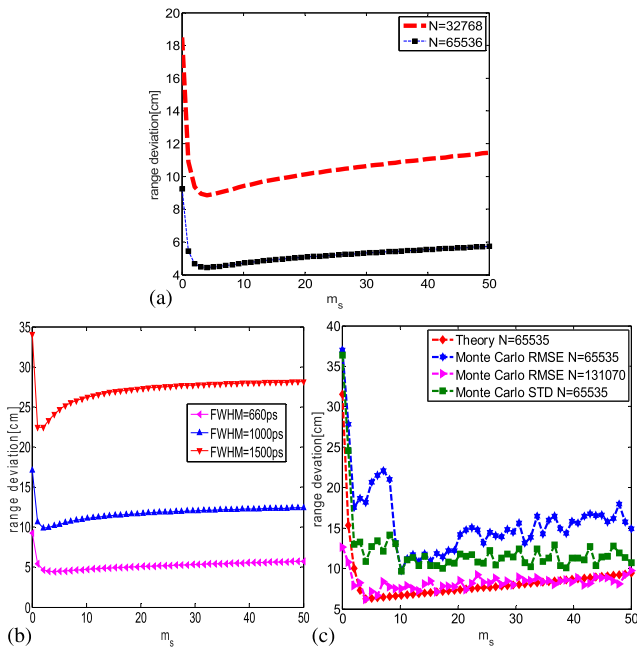 20
18
16
14
12
10
8
6
4
0 10 20 30 40 50
range deviation[cm]
m_s
N=32768
N=65536
(a)
35
30
25
20
15
10
5
0
0 10 20 30 40 50
range deviation[cm]
m_s
FWHM=660ps
FWHM=1000ps
FWHM=1500ps
(b)
40
35
30
25
20
15
10
5
0 10 20 30 40 50
range deviation[cm]
m_s
Theory N=65535
Monte Carlo RMSE N=65535
Monte Carlo RMSE N=131070
Monte Carlo STD N=65535
(c)